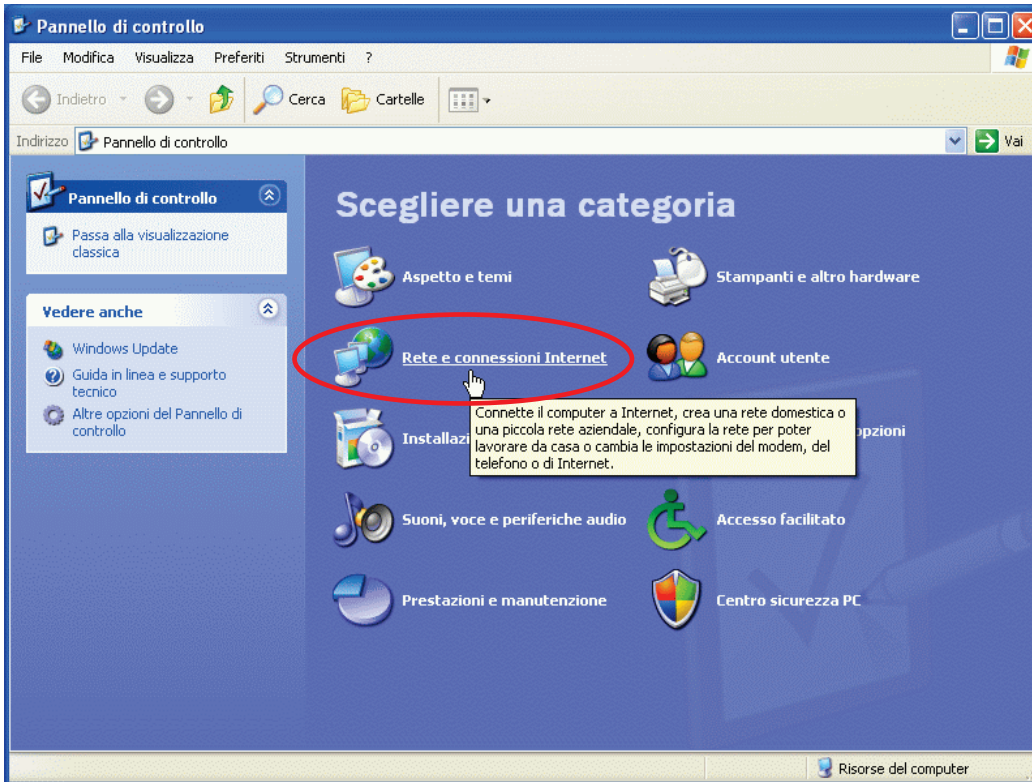 Pannello di controllo
File Modifica Visualizza Preferiti Strumenti ?
Indietro Cerca Cartelle
Indirizzo Pannello di controllo Vai
Pannello di controllo
Passa alla visualizzazione
classica
Vedere anche
Windows Update
Guida in linea e supporto
tecnico
Altre opzioni del Pannello di
controllo
Scegliere una categoria
Aspetto e temi
Stampanti e altro hardware
Rete e connessioni Internet
Account utente
Connette il computer a Internet, crea una rete domestica o
una piccola rete aziendale, configura la rete per poter
lavorare da casa o cambia le impostazioni del modem, del
telefono o di Internet.
Suoni, voce e periferiche audio
Accesso facilitato
Prestazioni e manutenzione
Centro sicurezza PC
Risorse del computer